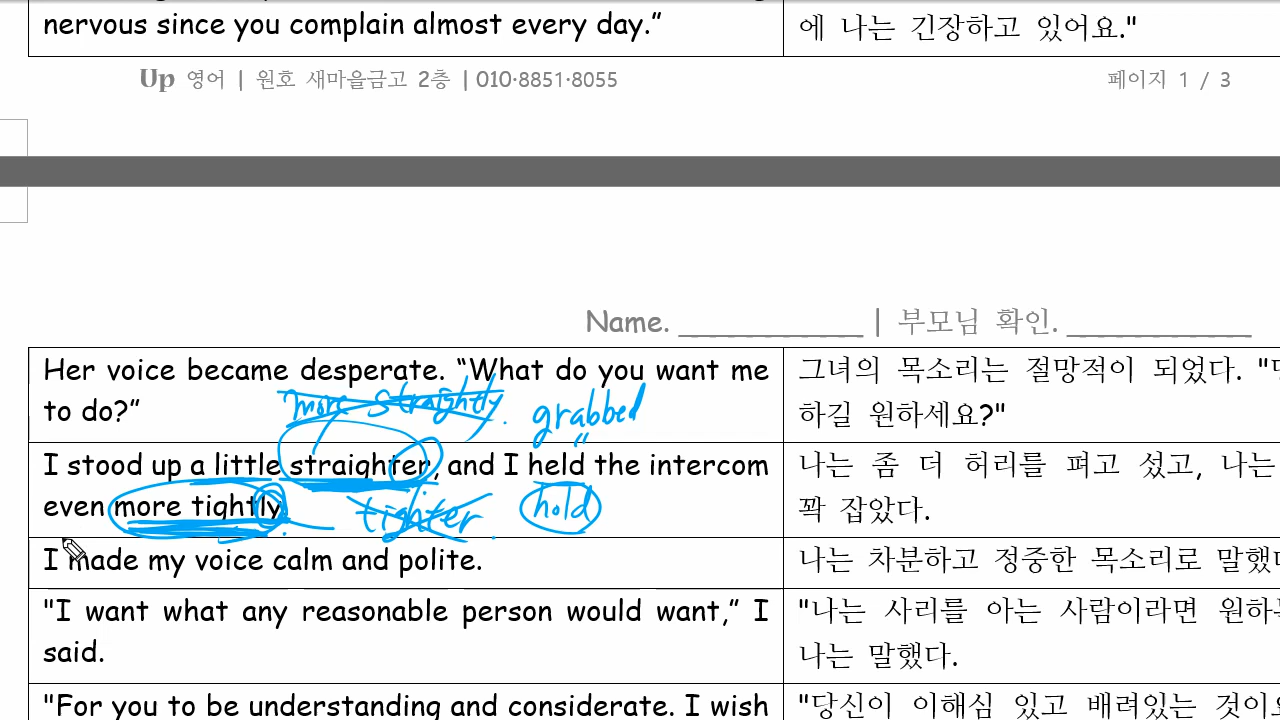 nervous since you complain almost every day.”
에 나는 긴장하고 있어요."
Up 영어 | 원호 새마을금고 2층 | 010·8851·8055
페이지 1 / 3
Name. ____________ | 부모님 확인. ____________
Her voice became desperate. “What do you want me
to do?”
그녀의 목소리는 절망적이 되었다.
하길 원하세요?"
more straightly.
grabbed
I stood up a little straighter, and I held the intercom
even more tightly.
tighter.
hold
나는 좀 더 허리를 펴고 섰고, 나는
꽉 잡았다.
I made my voice calm and polite.
나는 차분하고 정중한 목소리로
"I want what any reasonable person would want,” I
said.
"나는 사리를 아는 사람이라면
나는 말했다.
"For you to be understanding and considerate. I wish
"당신이 이해심 있고 배려있는